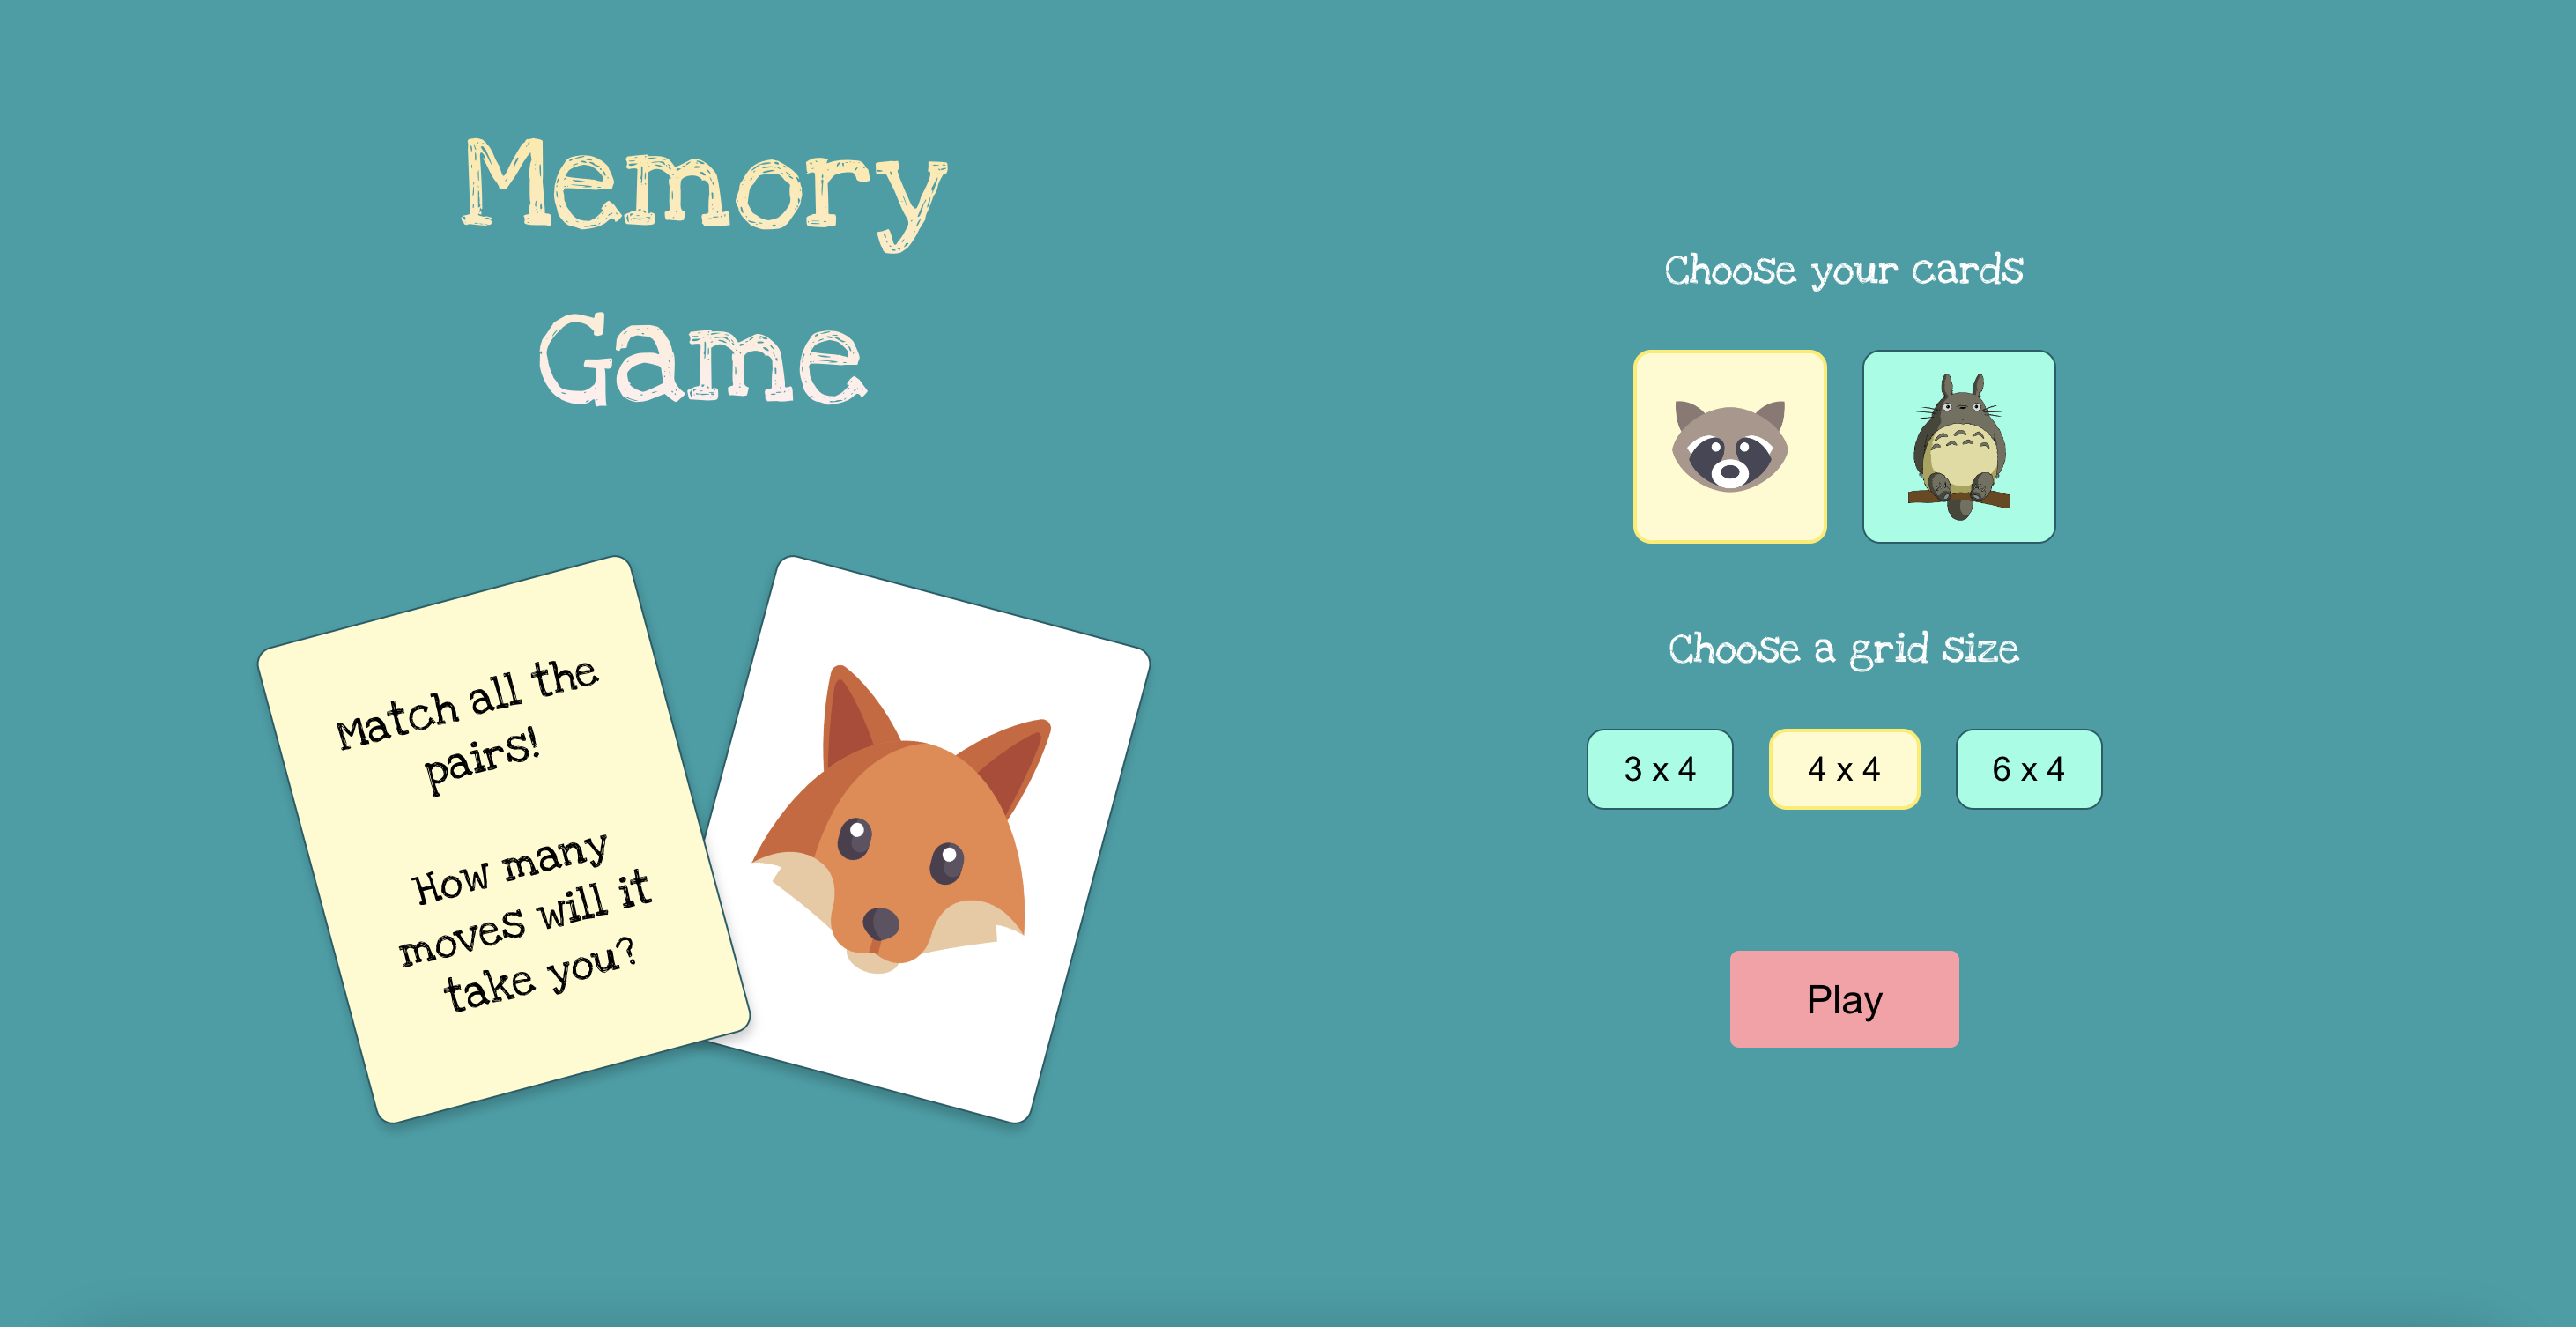 Memory
Game
Match all the
pairs!
How many
moves will it
take you?
Choose your cards
Choose a grid size
3 x 4
4 x 4
6 x 4
Play